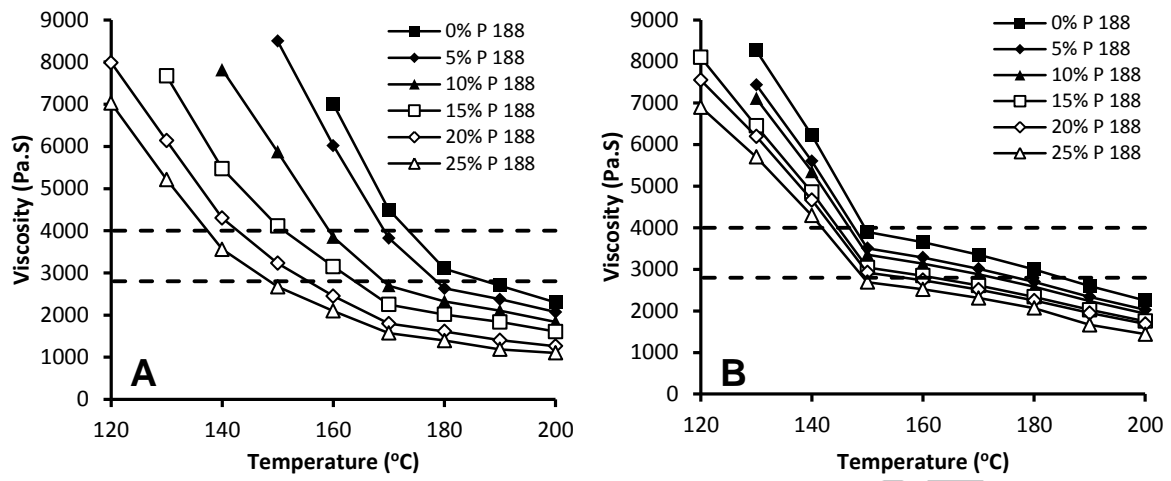 9000
8000
7000
6000
5000
4000
3000
2000
1000
0
Viscosity (Pa.S)
0% P 188
5% P 188
10% P 188
15% P 188
20% P 188
25% P 188
A
120 140 160 180 200
Temperature (ºC)
9000
8000
7000
6000
5000
4000
3000
2000
1000
0
Viscosity (Pa.S)
0% P 188
5% P 188
10% P 188
15% P 188
20% P 188
25% P 188
B
120 140 160 180 200
Temperature (ºC)